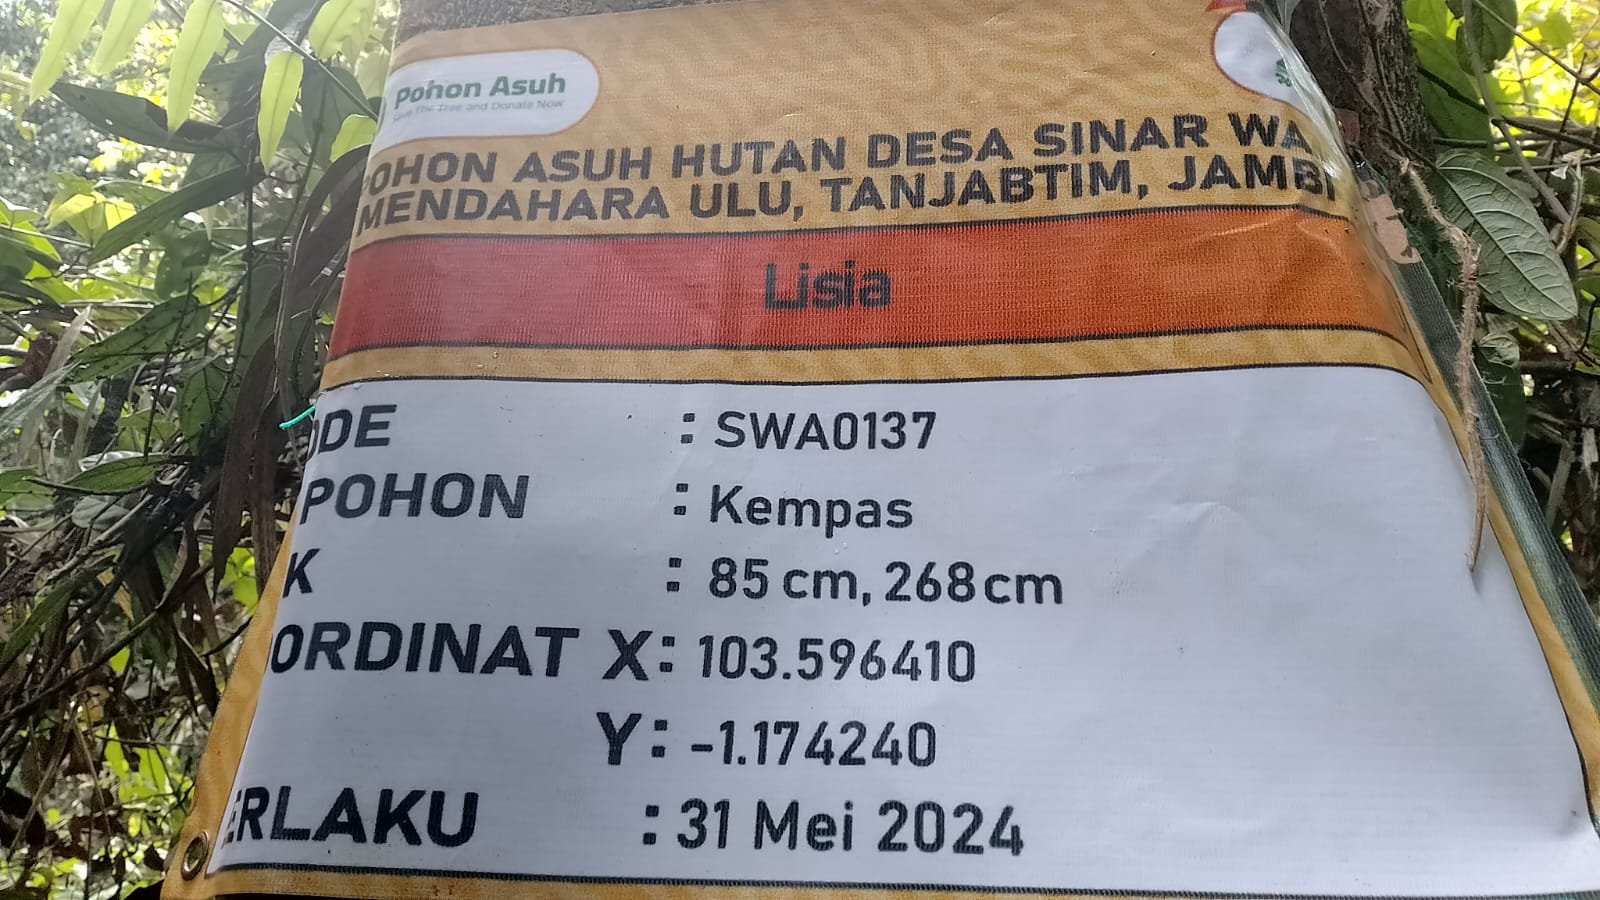 Pohon Asuh
Save The Tree and Donate Now
POHON ASUH HUTAN DESA SINAR WA
MENDAHARA ULU, TANJABTIM, JAMBI
Lisia
ODE : SWA0137
POHON : Kempas
K : 85 cm, 268 cm
ORDINAT X : 103.596410
Y : -1.174240
ERLAKU : 31 Mei 2024